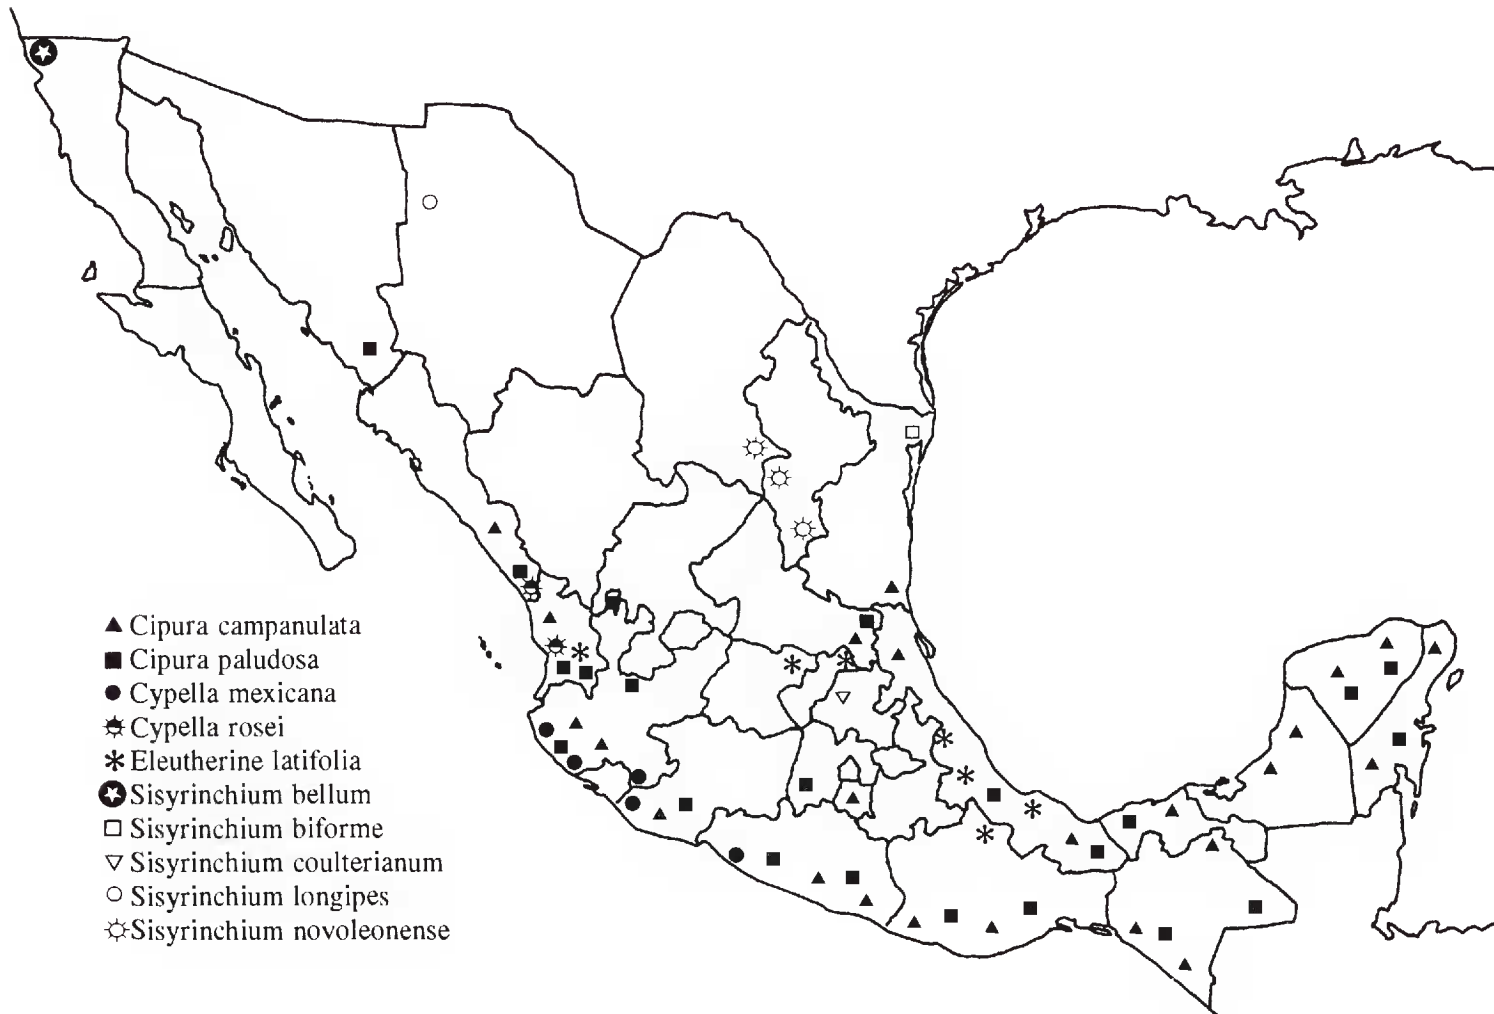 Cipura campanulata
Cipura paludosa
Cypella mexicana
Cypella rosei
Eleutherine latifolia
Sisyrinchium bellum
Sisyrinchium biforme
Sisyrinchium coulterianum
Sisyrinchium longipes
Sisyrinchium novoleonense